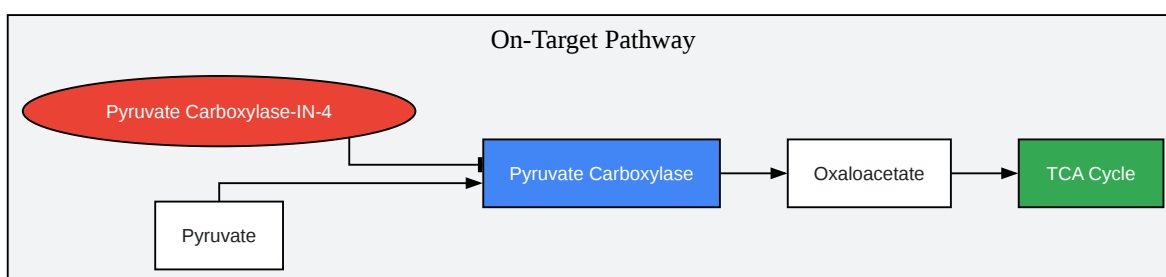 On-Target Pathway
Pyruvate Carboxylase-IN-4
Pyruvate Carboxylase
Oxaloacetate
TCA Cycle
Pyruvate